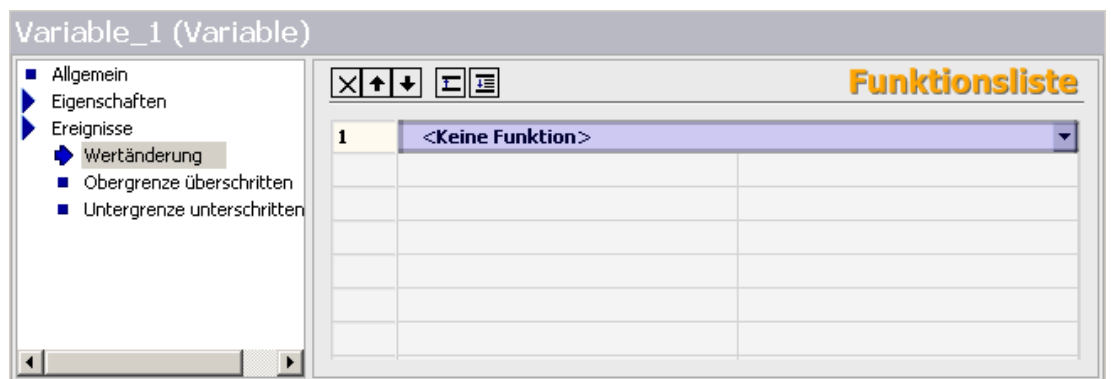 Variable_1 (Variable)
Allgemein
Eigenschaften
Ereignisse
Wertänderung
Obergrenze überschritten
Untergrenze unterschritten
Funktionsliste
1 <Keine Funktion>